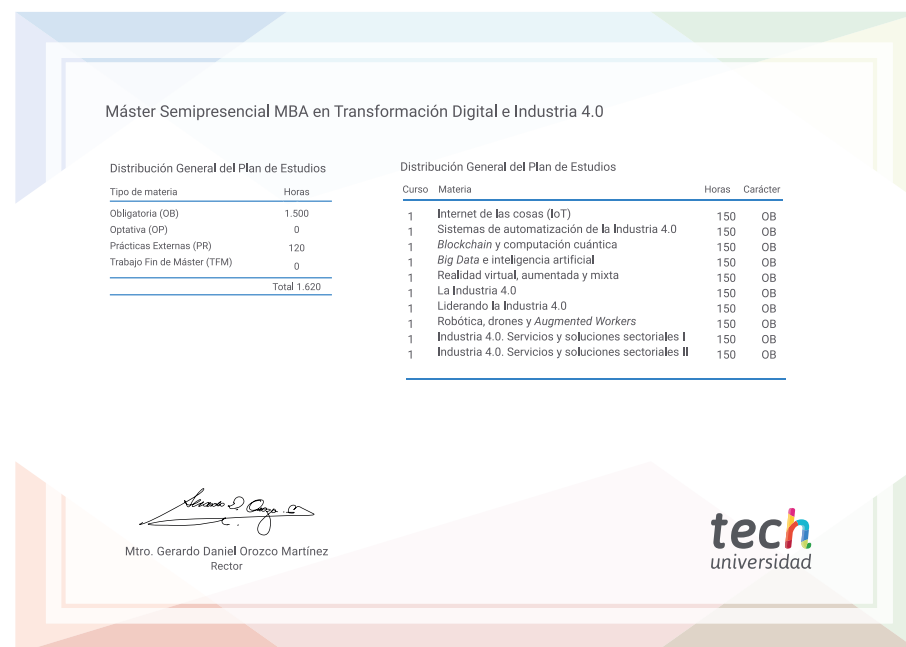 Máster Semipresencial MBA en Transformación Digital e Industria 4.0
Distribución General del Plan de Estudios
Tipo de materia Horas
Obligatoria (OB) 1.500
Optativa (OP) 0
Prácticas Externas (PR) 120
Trabajo Fin de Máster (TFM) 0
Total 1.620
Distribución General del Plan de Estudios
Curso Materia Horas Carácter
1 Internet de las cosas (IoT) 150 OB
1 Sistemas de automatización de la Industria 4.0 150 OB
1 Blockchain y computación cuántica 150 OB
1 Big Data e inteligencia artificial 150 OB
1 Realidad virtual, aumentada y mixta 150 OB
1 La Industria 4.0 150 OB
1 Liderando la Industria 4.0 150 OB
1 Robótica, drones y Augmented Workers 150 OB
1 Industria 4.0. Servicios y soluciones sectoriales I 150 OB
1 Industria 4.0. Servicios y soluciones sectoriales II 150 OB
Mtro. Gerardo Daniel Orozco Martínez
Rector
tech
universidad